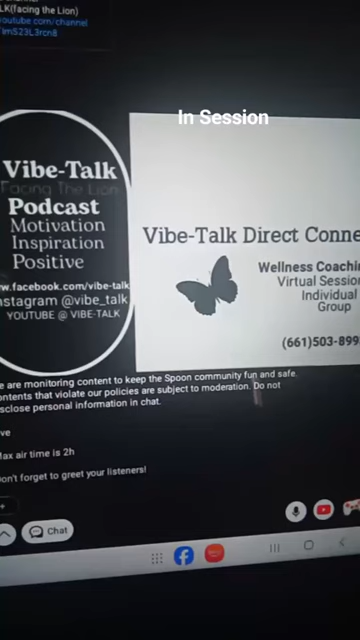 LK(facing the Lion)
outube.com/channel
ImS23L3rcn8
In Session
Vibe-Talk
Facing The Lion
Podcast
Motivation
Inspiration
Positive
w.facebook.com/vibe-talk
nstagram @vibe_talk
YOUTUBE @ VIBE-TALK
Vibe-Talk Direct Conne
Wellness Coachin
Virtual Session
Individual
Group
(661)503-899
e are monitoring content to keep the Spoon community fun and safe.
ontents that violate our policies are subject to moderation. Do not
sclose personal information in chat.
ve
Max air time is 2h
on't forget to greet your listeners!
Chat